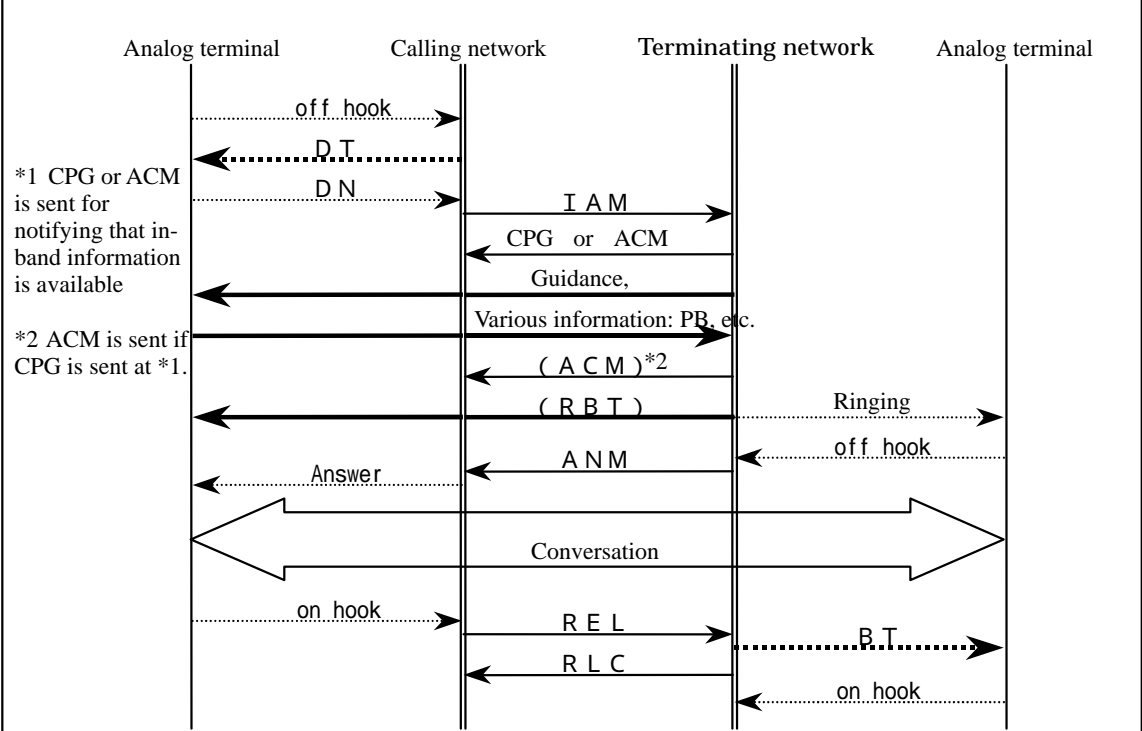 Analog terminal Calling network Terminating network Analog terminal
off hook
DT
*1 CPG or ACM
is sent for
notifying that in-
band information
is available
DN
IAM
CPG or ACM
Guidance,
Various information: PB, etc.
*2 ACM is sent if
CPG is sent at *1.
(ACM)*2
(RBT)
Ringing
off hook
ANM
Answer
Conversation
on hook
REL
BT
RLC
on hook